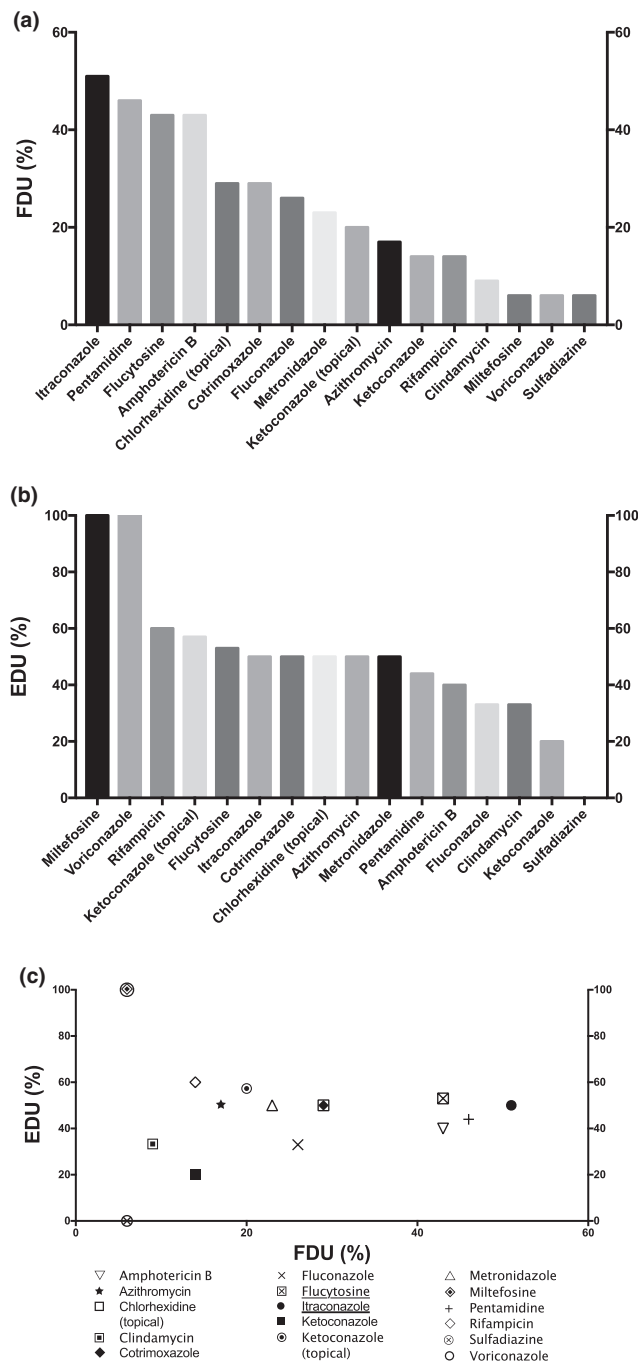 (a)
60
40
20
0
FDU (%)
60
40
20
0
Itraconazole
Pentamidine
Flucytosine
Amphotericin B
Chlorhexidine (topical)
Cotrimoxazole
Fluconazole
Metronidazole
Ketoconazole (topical)
Azithromycin
Ketoconazole
Rifampicin
Clindamycin
Miltefosine
Voriconazole
Sulfadiazine
(b)
100
80
60
40
20
0
EDU (%)
100
80
60
40
20
0
Miltefosine
Voriconazole
Rifampicin
Ketoconazole (topical)
Flucytosine
Itraconazole
Cotrimoxazole
Chlorhexidine (topical)
Azithromycin
Metronidazole
Pentamidine
Amphotericin B
Fluconazole
Clindamycin
Ketoconazole
Sulfadiazine
(c)
100
80
60
40
20
0
EDU (%)
100
80
60
40
20
0
0 20 40 60
FDU (%)
Amphotericin B
Azithromycin
Chlorhexidine
(topical)
Clindamycin
Cotrimoxazole
Fluconazole
Flucytosine
Itraconazole
Ketoconazole
Ketoconazole
(topical)
Metronidazole
Miltefosine
Pentamidine
Rifampicin
Sulfadiazine
Voriconazole